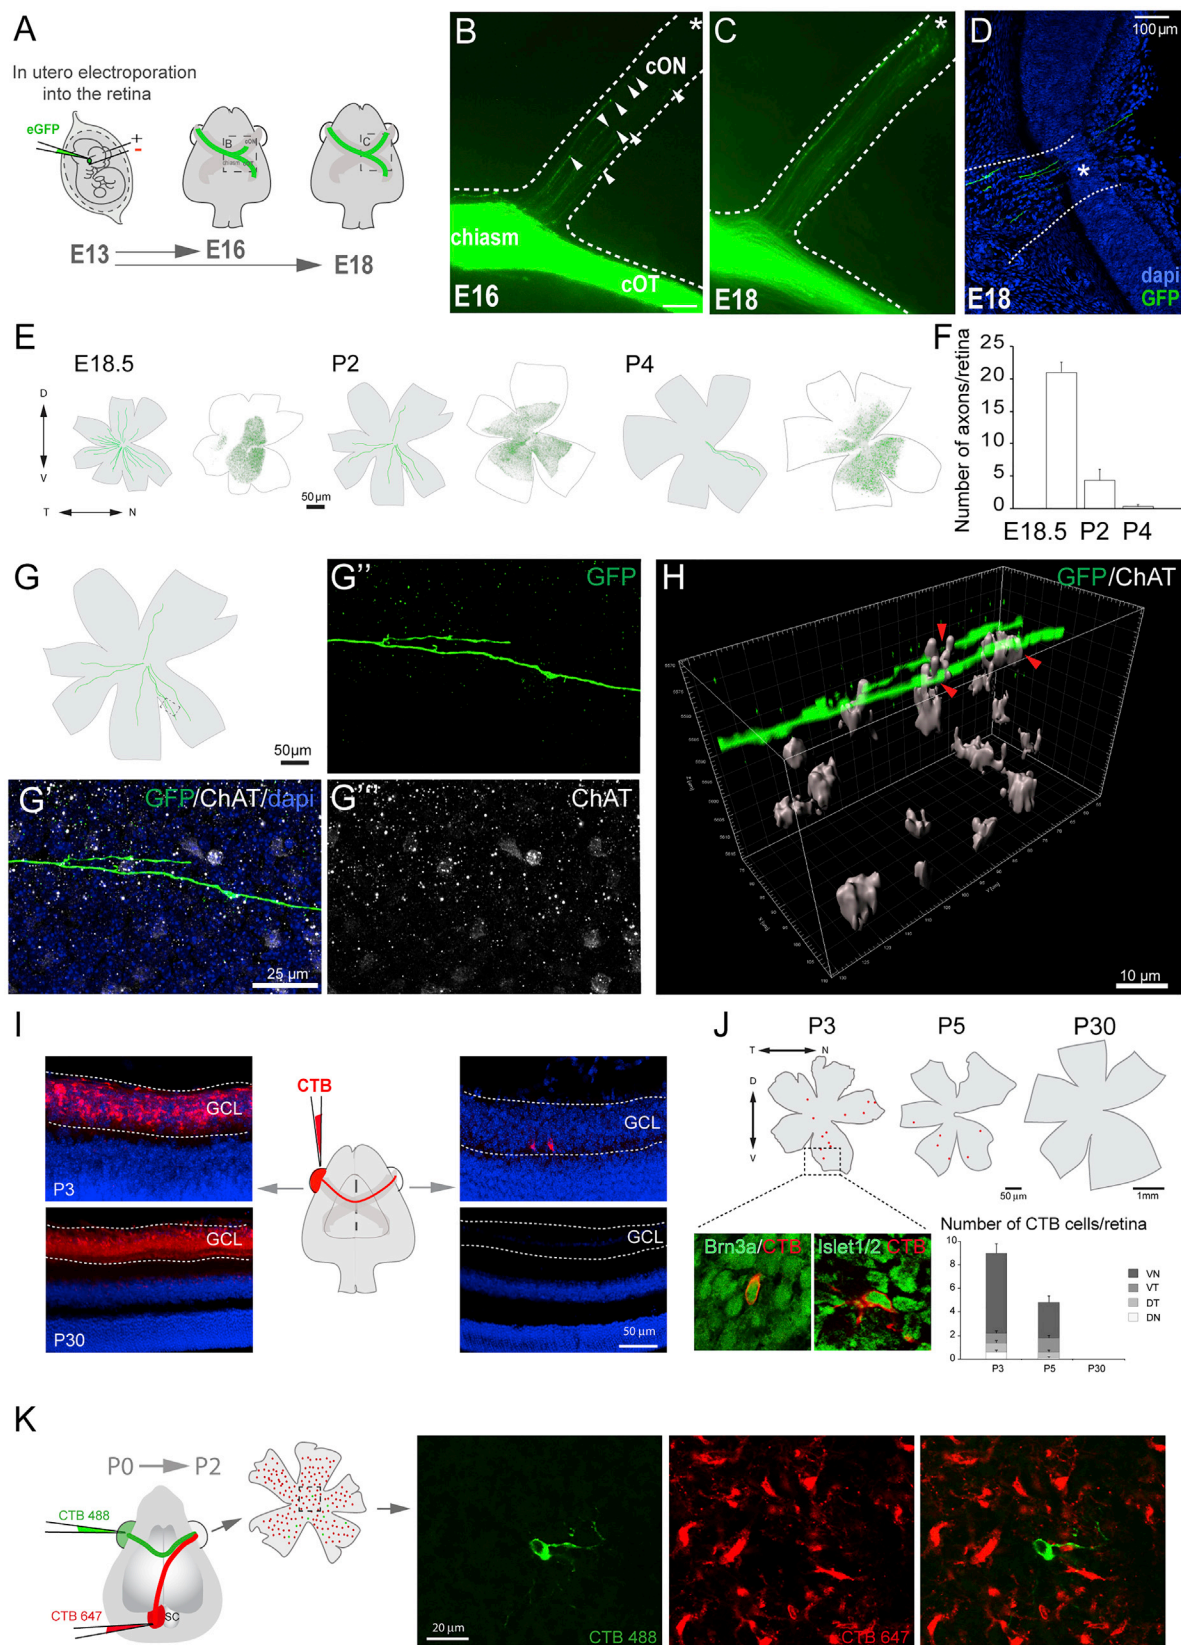 A
In utero electroporation
into the retina
eGFP
+
-
B
cON
chiasm
C
E13
E16
E18
B
*
cON
chiasm
cOT
E16
C
*
E18
D
100µm
*
dapi
GFP
E18
E
E18.5
P2
P4
D
V
T
N
50µm
F
Number of axons/retina
25
20
15
10
5
0
E18.5 P2 P4
G
50µm
G''
GFP
G'
GFP/ChAT/dapi
25 µm
G'''
ChAT
H
GFP/ChAT
10 µm
I
GCL
P3
GCL
P30
CTB
GCL
GCL
50 µm
J
P3
P5
P30
T
N
D
V
50 µm
1mm
Brn3a/CTB
Islet1/2 CTB
Number of CTB cells/retina
10
8
6
4
2
0
P3
P5
P30
VN
VT
DT
DN
K
P0
P2
CTB 488
CTB 647
SC
20 µm
CTB 488
CTB 647